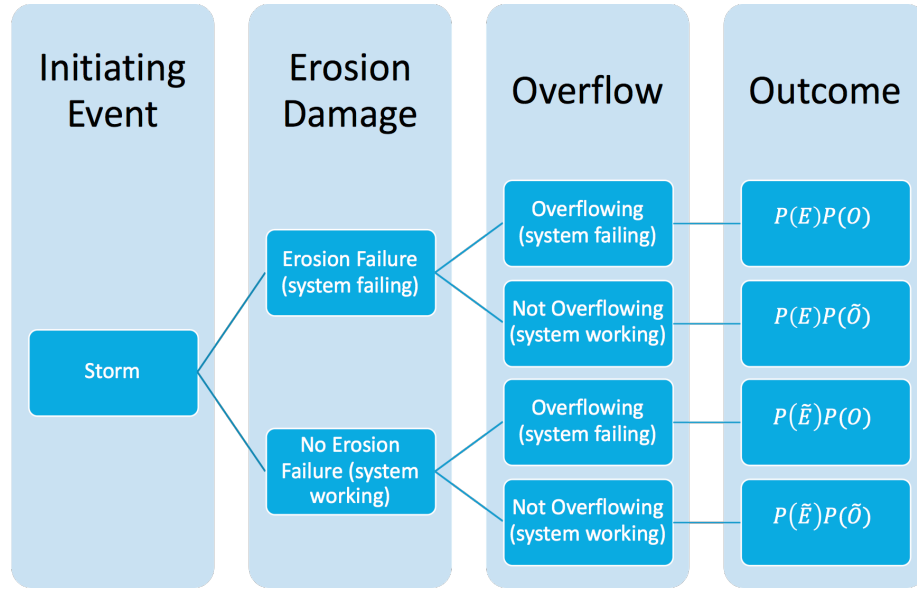 Initiating
Event
Erosion
Damage
Overflow
Outcome
Storm
Erosion Failure
(system failing)
No Erosion
Failure (system
working)
Overflowing
(system failing)
Not Overflowing
(system working)
Overflowing
(system failing)
Not Overflowing
(system working)
P(E)P(O)
P(E)P(Õ)
P(Ẽ)P(O)
P(Ẽ)P(Õ)